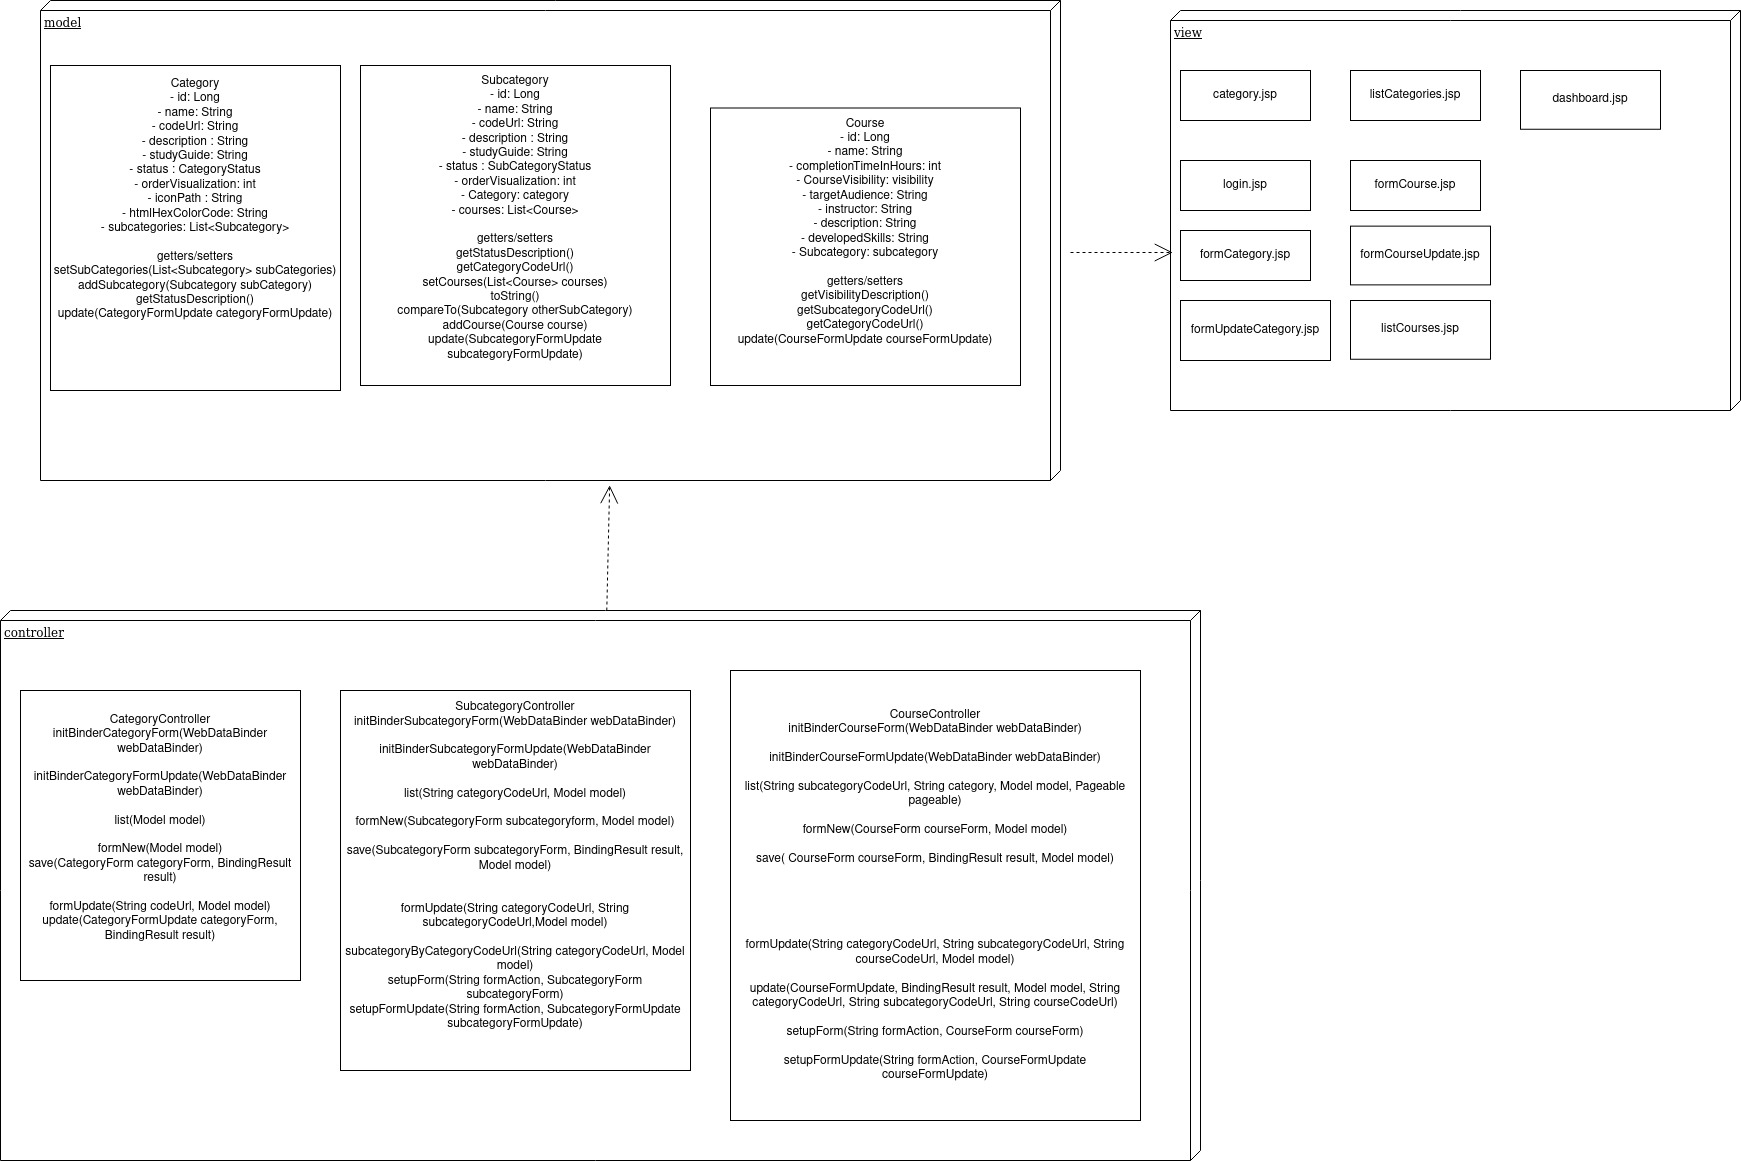 model
Category
- id: Long
- name: String
- codeUrl: String
- description : String
- studyGuide: String
- status : CategoryStatus
- orderVisualization: int
- iconPath : String
- htmlHexColorCode: String
- subcategories: List<Subcategory>
getters/setters
setSubCategories(List<Subcategory> subCategories)
addSubcategory(Subcategory subCategory)
getStatusDescription()
update(CategoryFormUpdate categoryFormUpdate)
Subcategory
- id: Long
- name: String
- codeUrl: String
- description : String
- studyGuide: String
- status : SubCategoryStatus
- orderVisualization: int
- Category: category
- courses: List<Course>
getters/setters
getStatusDescription()
getCategoryCodeUrl()
setCourses(List<Course> courses)
toString()
compareTo(Subcategory otherSubCategory)
addCourse(Course course)
update(SubcategoryFormUpdate
subcategoryFormUpdate)
Course
- id: Long
- name: String
- completionTimeInHours: int
- CourseVisibility: visibility
- targetAudience: String
- instructor: String
- description: String
- developedSkills: String
- Subcategory: subcategory
getters/setters
getVisibilityDescription()
getSubcategoryCodeUrl()
getCategoryCodeUrl()
update(CourseFormUpdate courseFormUpdate)
view
category.jsp
listCategories.jsp
dashboard.jsp
login.jsp
formCourse.jsp
formCategory.jsp
formCourseUpdate.jsp
formUpdateCategory.jsp
listCourses.jsp
controller
CategoryController
initBinderCategoryForm(WebDataBinder
webDataBinder)
initBinderCategoryFormUpdate(WebDataBinder
webDataBinder)
list(Model model)
formNew(Model model)
save(CategoryForm categoryForm, BindingResult
result)
formUpdate(String codeUrl, Model model)
update(CategoryFormUpdate categoryForm,
BindingResult result)
SubcategoryController
initBinderSubcategoryForm(WebDataBinder webDataBinder)
initBinderSubcategoryFormUpdate(WebDataBinder
webDataBinder)
list(String categoryCodeUrl, Model model)
formNew(SubcategoryForm subcategoryform, Model model)
save(SubcategoryForm subcategoryForm, BindingResult result,
Model model)
formUpdate(String categoryCodeUrl, String
subcategoryCodeUrl,Model model)
subcategoryByCategoryCodeUrl(String categoryCodeUrl, Model
model)
setupForm(String formAction, SubcategoryForm
subcategoryForm)
setupFormUpdate(String formAction, SubcategoryFormUpdate
subcategoryFormUpdate)
CourseController
initBinderCourseForm(WebDataBinder webDataBinder)
initBinderCourseFormUpdate(WebDataBinder webDataBinder)
list(String subcategoryCodeUrl, String category, Model model, Pageable
pageable)
formNew(CourseForm courseForm, Model model)
save( CourseForm courseForm, BindingResult result, Model model)
formUpdate(String categoryCodeUrl, String subcategoryCodeUrl, String
courseCodeUrl, Model model)
update(CourseFormUpdate, BindingResult result, Model model, String
categoryCodeUrl, String subcategoryCodeUrl, String courseCodeUrl)
setupForm(String formAction, CourseForm courseForm)
setupFormUpdate(String formAction, CourseFormUpdate
courseFormUpdate)